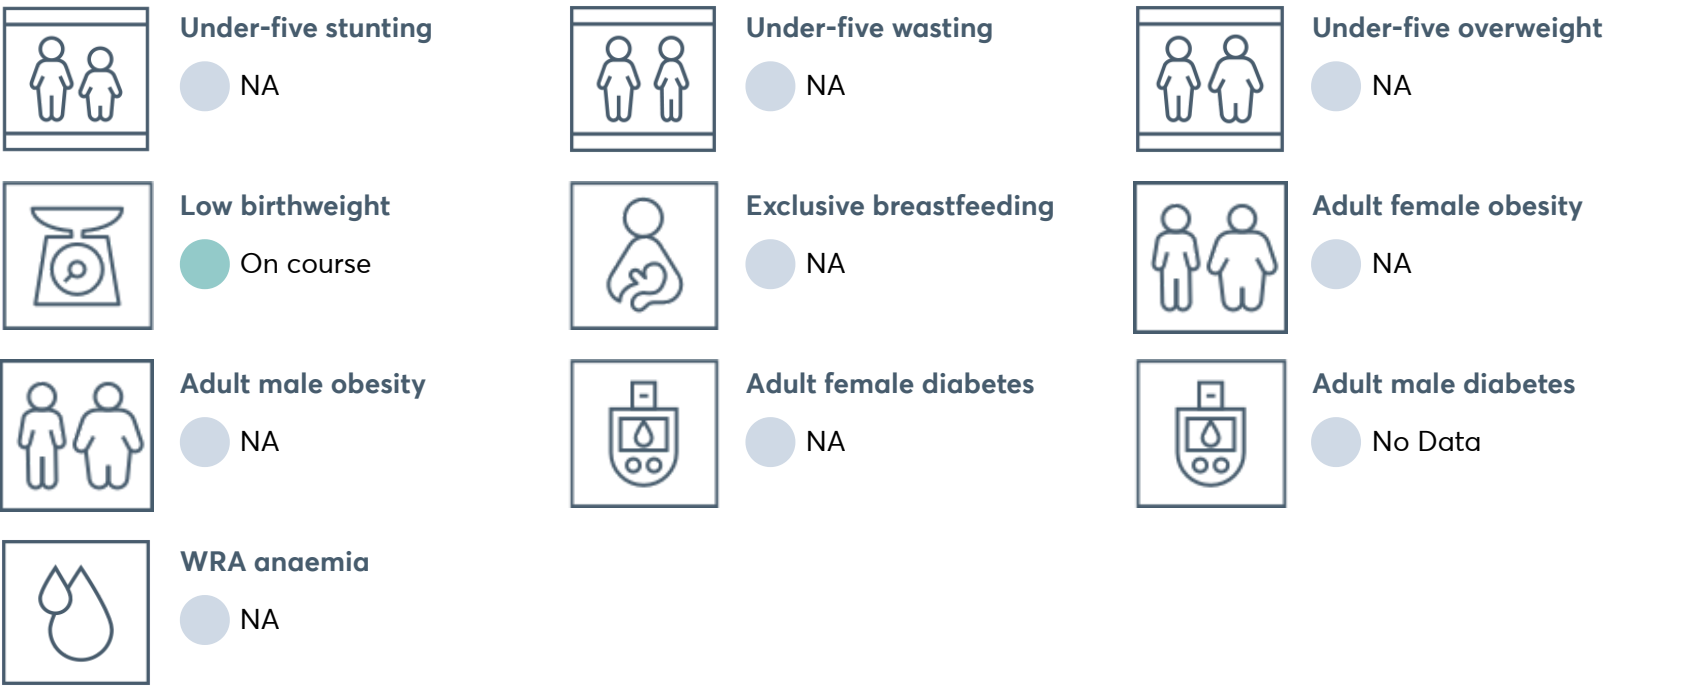 Under-five stunting
NA
Under-five wasting
NA
Under-five overweight
NA
Low birthweight
On course
Exclusive breastfeeding
NA
Adult female obesity
NA
Adult male obesity
NA
Adult female diabetes
NA
Adult male diabetes
No Data
WRA anaemia
NA